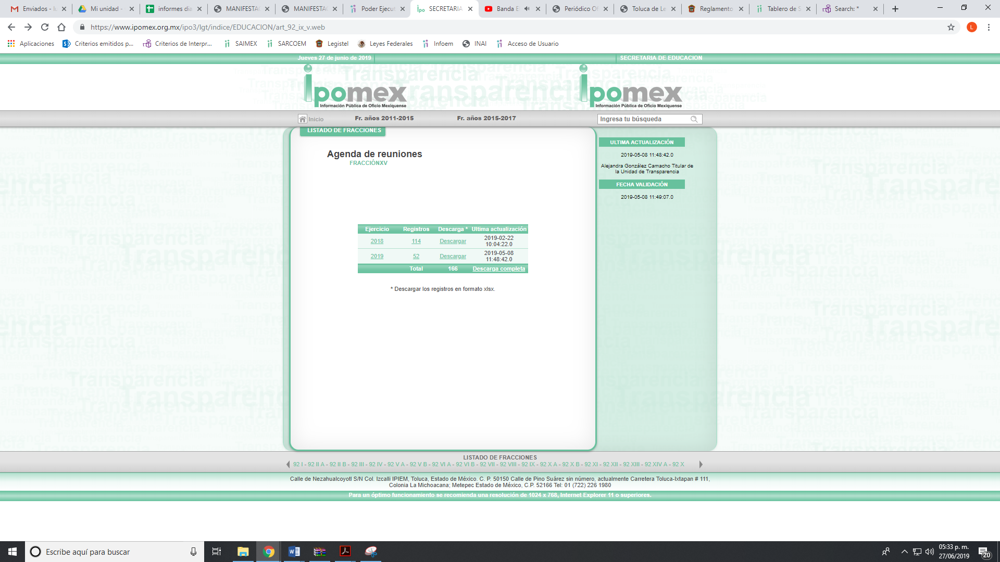 Enviados - lu
Mi unidad -
informes dia
MANIFESTAC
MANIFESTAC
Poder Ejecut
SECRETARIA
Banda E
Periódico Of
Toluca de Le
Reglamento
Tablero de S
Search: *
https://www.ipomex.org.mx/ipo3/lgt/indice/EDUCACION/art_92_ix_v.web
L
Aplicaciones
Criterios emitidos p...
Criterios de Interpr...
SAIMEX
SARCOEM
Legistel
Leyes Federales
Infoem
INAI
Acceso de Usuario
Jueves 27 de junio de 2019
SECRETARIA DE EDUCACION
Transparencia
ipomex
Información Pública de Oficio Mexiquense
ipomex
Información Pública de Oficio Mexiquense
Inicio
Fr. años 2011-2015
Fr. años 2015-2017
Ingresa tu búsqueda
LISTADO DE FRACCIONES
Agenda de reuniones
FRACCIÓNXV
ULTIMA ACTUALIZACIÓN
2019-05-08 11:48:42.0
Alejandra González Camacho Titular de
la Unidad de Transparencia
FECHA VALIDACIÓN
2019-05-08 11:49:07.0
Ejercicio Registros Descarga * Ultima actualización
2018 114 Descargar 2019-02-22
10:04:22.0
2019 52 Descargar 2019-05-08
11:48:42.0
Total 166 Descarga completa
* Descargar los registros en formato xlsx.
LISTADO DE FRACCIONES
92 I - 92 II A - 92 II B - 92 III - 92 IV - 92 V A - 92 V B - 92 VI A - 92 VI B - 92 VII - 92 VIII - 92 IX - 92 X A - 92 X B - 92 XI - 92 XII - 92 XIII - 92 XIV A - 92 X
Calle de Nezahualcoyotl S/N Col. Izcalli IPIEM, Toluca, Estado de México. C. P. 50150 Calle de Pino Suárez sin número, actualmente Carretera Toluca-Ixtapan # 111,
Colonia La Michoacana; Metepec Estado de México, C.P. 52166 Tel: 01 (722) 226 1980
Para un óptimo funcionamiento se recomienda una resolución de 1024 x 768, Internet Explorer 11 o superiores.
Escribe aquí para buscar
05:33 p. m.
27/06/2019
20